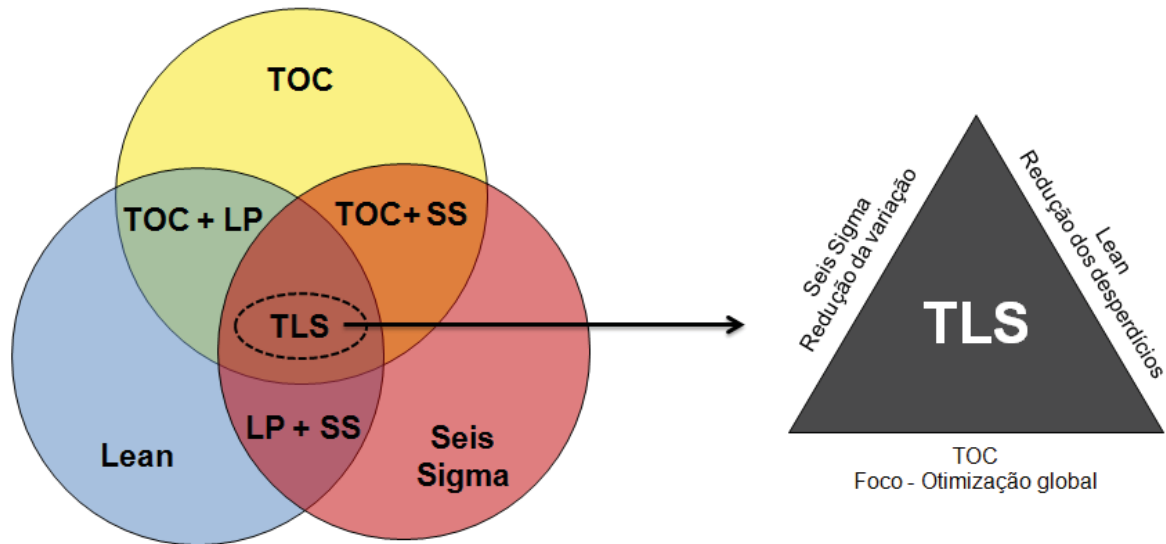 TOC
TOC + LP
TOC+ SS
TLS
LP + SS
Lean
Seis
Sigma
Seis Sigma
Redução da variação
Lean
Redução dos desperdícios
TLS
TOC
Foco - Otimização global